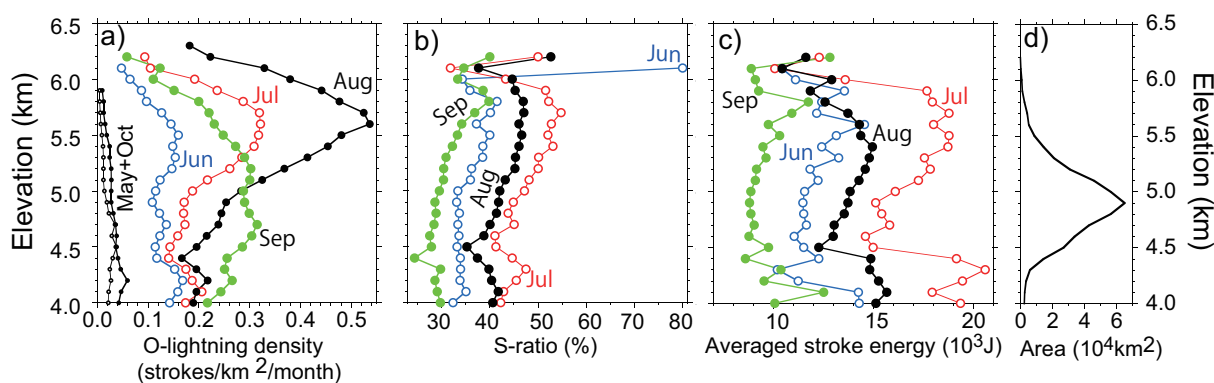 a)
6.5
6.0
5.5
5.0
4.5
4.0
Elevation (km)
May+Oct
Jun
Jul
Aug
Sep
0.0 0.1 0.2 0.3 0.4 0.5
O-lightning density
(strokes/km 2/month)
b)
Jun
Sep
Aug
Jul
30 40 50 60 70 80
S-ratio (%)
c)
Sep
Jun
Aug
Jul
10 15 20
Averaged stroke energy (10³J)
d)
6.5
6.0
5.5
5.0
4.5
4.0
Elevation (km)
0 2 4 6
Area (10⁴km2)